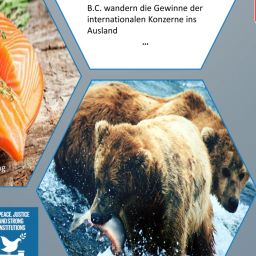 B.C. wandern die Gewinne der
internationalen Konzerne ins
Ausland
...
PEACE, JUSTICE
AND STRONG
INSTITUTIONS